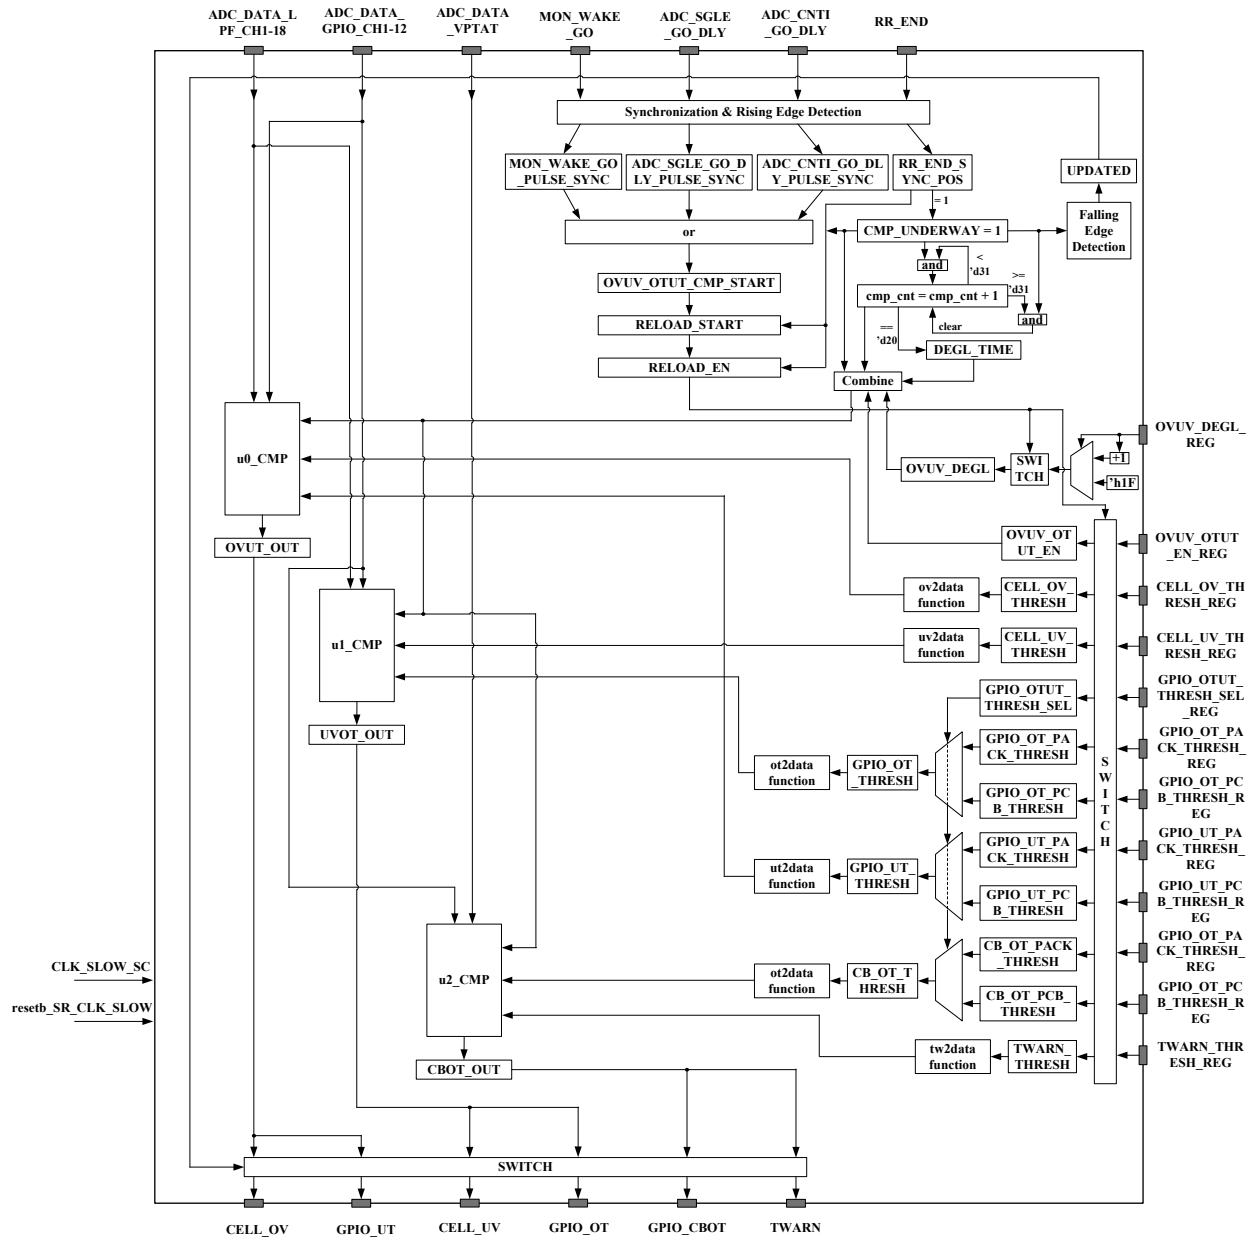 ADC_DATA_L
PF_CH1-18
ADC_DATA_
GPIO_CH1-12
ADC_DATA
_VPTAT
MON_WAKE
_GO
ADC_SGLE
_GO_DLY
ADC_CNTI
_GO_DLY
RR_END
Synchronization & Rising Edge Detection
MON_WAKE_GO
_PULSE_SYNC
ADC_SGLE_GO_D
LY_PULSE_SYNC
ADC_CNTI_GO_DL
Y_PULSE_SYNC
RR_END_S
YNC_POS
UPDATED
= 1
or
CMP_UNDERWAY = 1
Falling
Edge
Detection
and
<
'd31
>=
'd31
OVUV_OTUT_CMP_START
cmp_cnt = cmp_cnt + 1
RELOAD_START
==
'd20
clear
and
DEGL_TIME
RELOAD_EN
Combine
u0_CMP
OVUV_DEGL
SWI
TCH
+1
'h1F
OVUV_DEGL_
REG
OVUT_OUT
OVUV_OT
UT_EN
OVUV_OTUT
_EN_REG
ov2data
function
CELL_OV_
THRESH
CELL_OV_TH
RESH_REG
u1_CMP
uv2data
function
CELL_UV_
THRESH
CELL_UV_TH
RESH_REG
GPIO_OTUT_
THRESH_SEL
GPIO_OTUT_
THRESH_SEL
_REG
UVOT_OUT
ot2data
function
GPIO_OT
_THRESH
GPIO_OT_PA
CK_THRESH
GPIO_OT_PA
CK_THRESH_
REG
S
W
I
T
C
H
GPIO_OT_PC
B_THRESH
GPIO_OT_PC
B_THRESH_R
EG
ut2data
function
GPIO_UT_
THRESH
GPIO_UT_PA
CK_THRESH
GPIO_UT_PA
CK_THRESH_
REG
GPIO_UT_PC
B_THRESH
GPIO_UT_PC
B_THRESH_R
EG
u2_CMP
ot2data
function
CB_OT_T
HRESH
CB_OT_PACK
_THRESH
GPIO_OT_PA
CK_THRESH_
REG
CB_OT_PCB_
THRESH
GPIO_OT_PC
B_THRESH_R
EG
CLK_SLOW_SC
resetb_SR_CLK_SLOW
CBOT_OUT
tw2data
function
TWARN_
THRESH
TWARN_THR
ESH_REG
SWITCH
CELL_OV
GPIO_UT
CELL_UV
GPIO_OT
GPIO_CBOT
TWARN